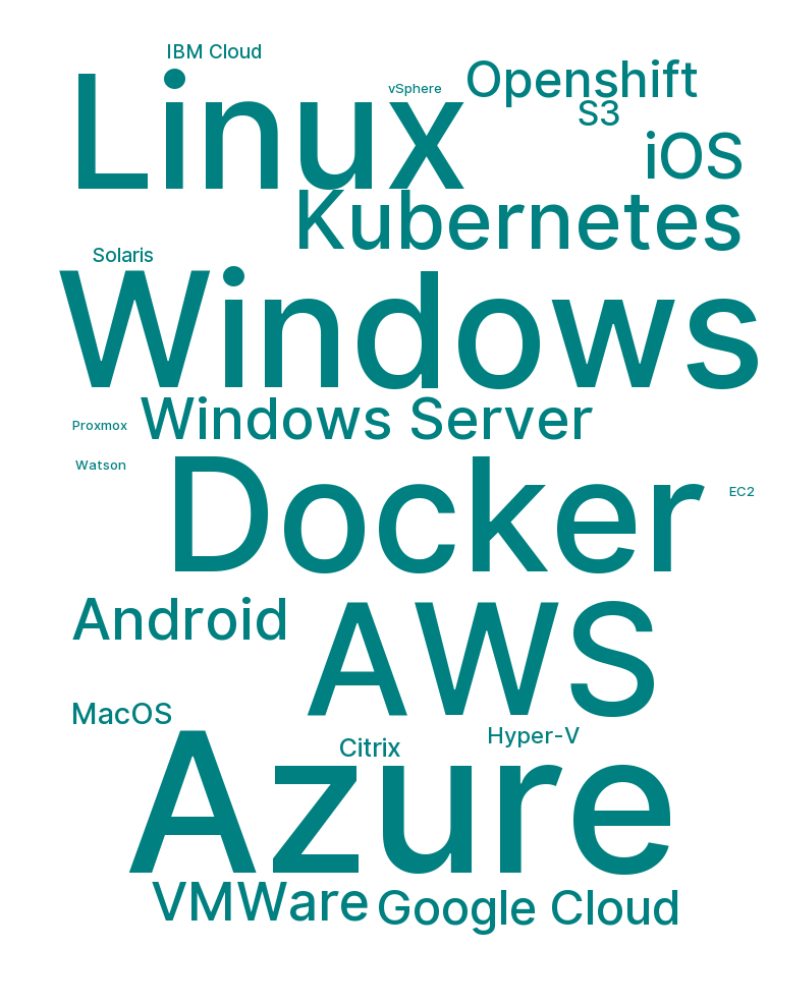 IBM Cloud
Openshift
Linux
vSphere
S3
iOS
Kubernetes
Solaris
Windows
Windows Server
Proxmox
Watson
Docker
EC2
Android
AWS
MacOS
Azure
Citrix
Hyper-V
VMWare
Google Cloud